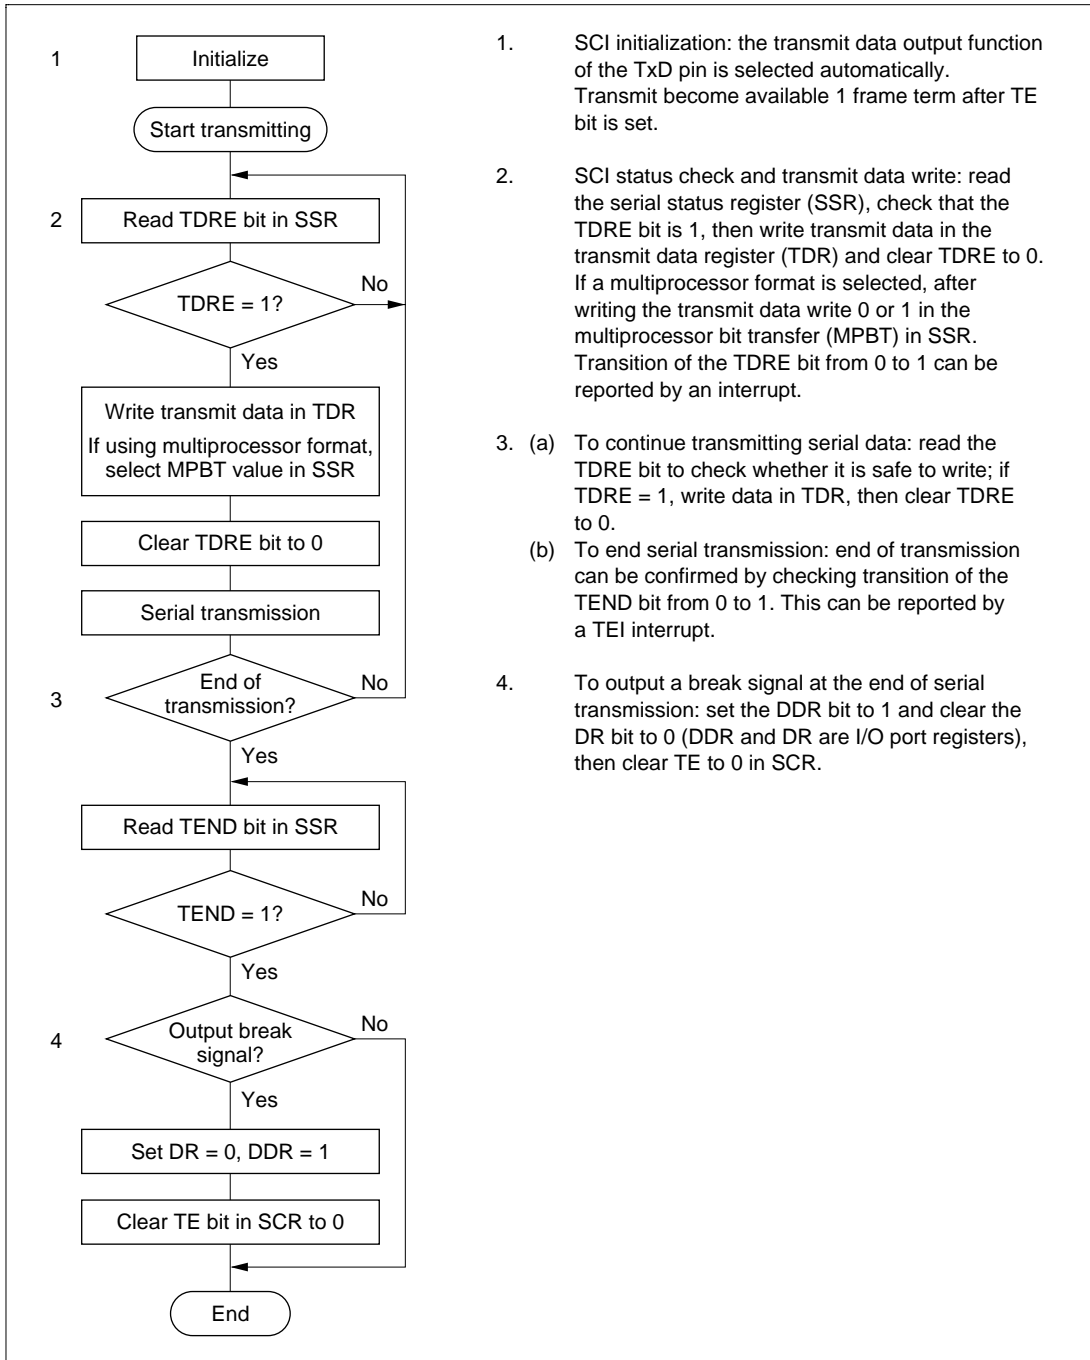 1
Initialize
Start transmitting
2
Read TDRE bit in SSR
TDRE = 1?
No
Yes
Write transmit data in TDR
If using multiprocessor format,
select MPBT value in SSR
Clear TDRE bit to 0
Serial transmission
3
End of
transmission?
No
Yes
Read TEND bit in SSR
TEND = 1?
No
Yes
4
Output break
signal?
No
Yes
Set DR = 0, DDR = 1
Clear TE bit in SCR to 0
End
1. SCI initialization: the transmit data output function
of the TxD pin is selected automatically.
Transmit become available 1 frame term after TE
bit is set.
2. SCI status check and transmit data write: read
the serial status register (SSR), check that the
TDRE bit is 1, then write transmit data in the
transmit data register (TDR) and clear TDRE to 0.
If a multiprocessor format is selected, after
writing the transmit data write 0 or 1 in the
multiprocessor bit transfer (MPBT) in SSR.
Transition of the TDRE bit from 0 to 1 can be
reported by an interrupt.
3. (a) To continue transmitting serial data: read the
TDRE bit to check whether it is safe to write; if
TDRE = 1, write data in TDR, then clear TDRE
to 0.
(b) To end serial transmission: end of transmission
can be confirmed by checking transition of the
TEND bit from 0 to 1. This can be reported by
a TEI interrupt.
4. To output a break signal at the end of serial
transmission: set the DDR bit to 1 and clear the
DR bit to 0 (DDR and DR are I/O port registers),
then clear TE to 0 in SCR.